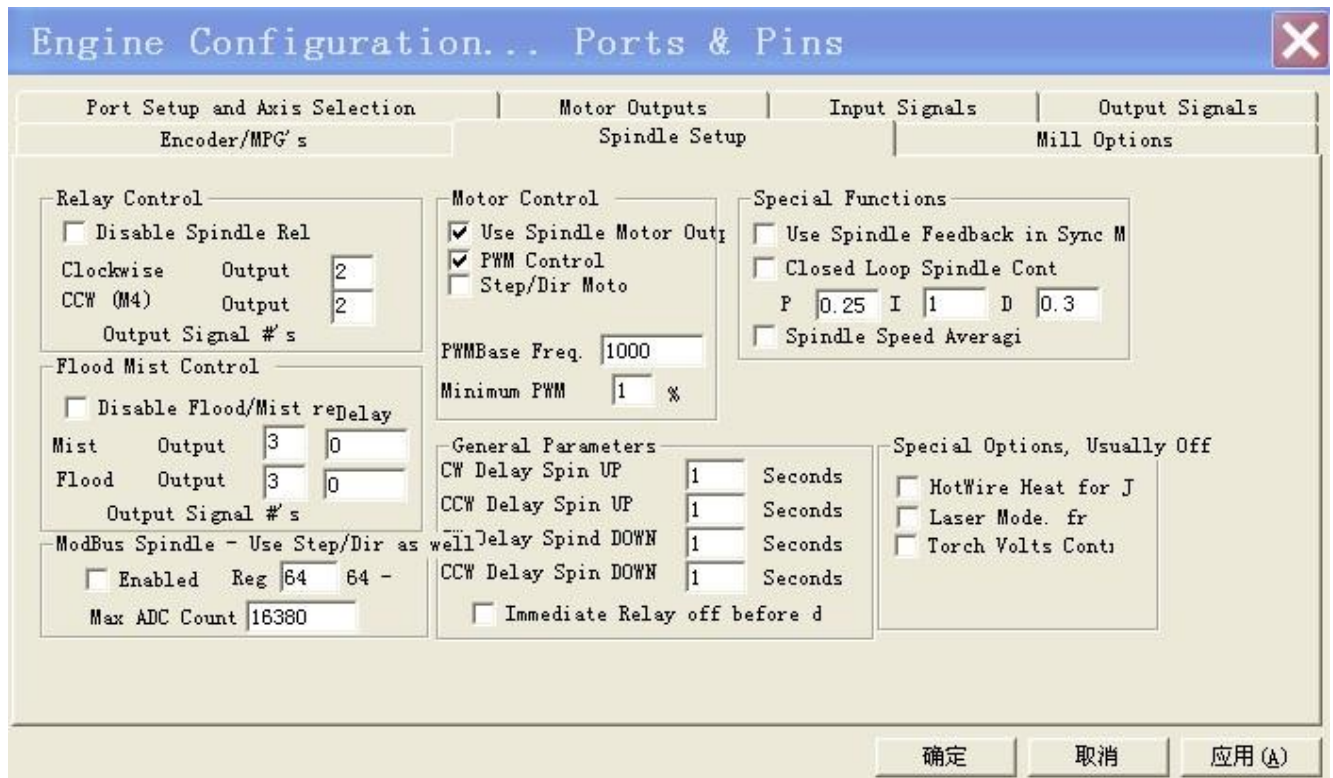 Engine Configuration... Ports & Pins
Port Setup and Axis Selection
Motor Outputs
Input Signals
Output Signals
Encoder/MPG's
Spindle Setup
Mill Options
Relay Control
Disable Spindle Rel
Clockwise Output 2
CCW (M4) Output 2
Output Signal #'s
Flood Mist Control
Disable Flood/Mist re Delay
Mist Output 3 0
Flood Output 3 0
Output Signal #'s
ModBus Spindle - Use Step/Dir as well
Enabled Reg 64 64 -
Max ADC Count 16380
Motor Control
Use Spindle Motor Outp
PWM Control
Step/Dir Moto
PWMBase Freq. 1000
Minimum PWM 1 %
General Parameters
CW Delay Spin UP 1 Seconds
CCW Delay Spin UP 1 Seconds
Delay Spind DOWN 1 Seconds
CCW Delay Spin DOWN 1 Seconds
Immediate Relay off before d
Special Functions
Use Spindle Feedback in Sync M
Closed Loop Spindle Cont
P 0.25 I 1 D 0.3
Spindle Speed Averagi
Special Options, Usually Off
HotWire Heat for J
Laser Mode. fr
Torch Volts Cont
确定
取消
应用(A)